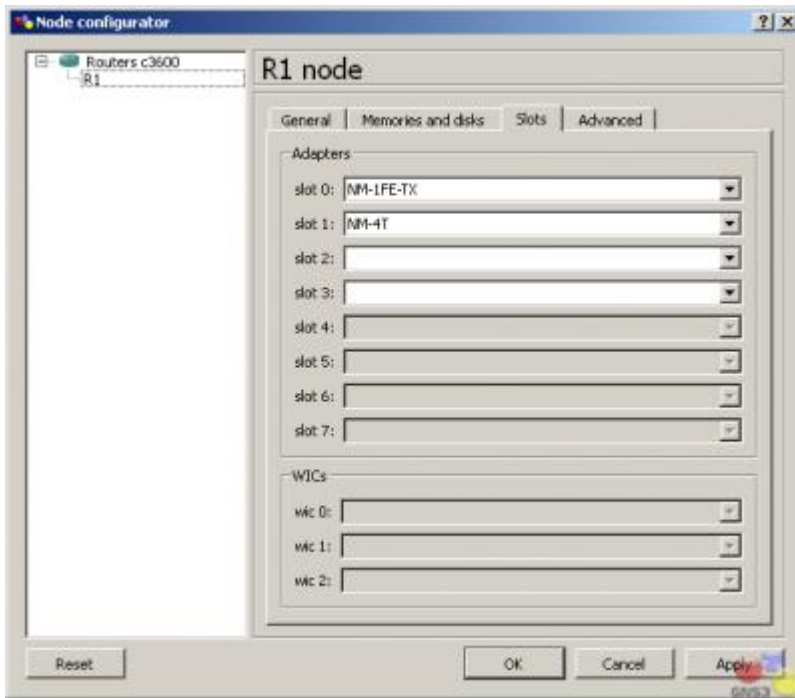 Node configurator
Routers c3600
R1
R1 node
General
Memories and disks
Slots
Advanced
Adapters
slot 0: NM-1FE-TX
slot 1: NM-4T
slot 2:
slot 3:
slot 4:
slot 5:
slot 6:
slot 7:
WICs
wic 0:
wic 1:
wic 2:
Reset
OK
Cancel
Apply
GNS3